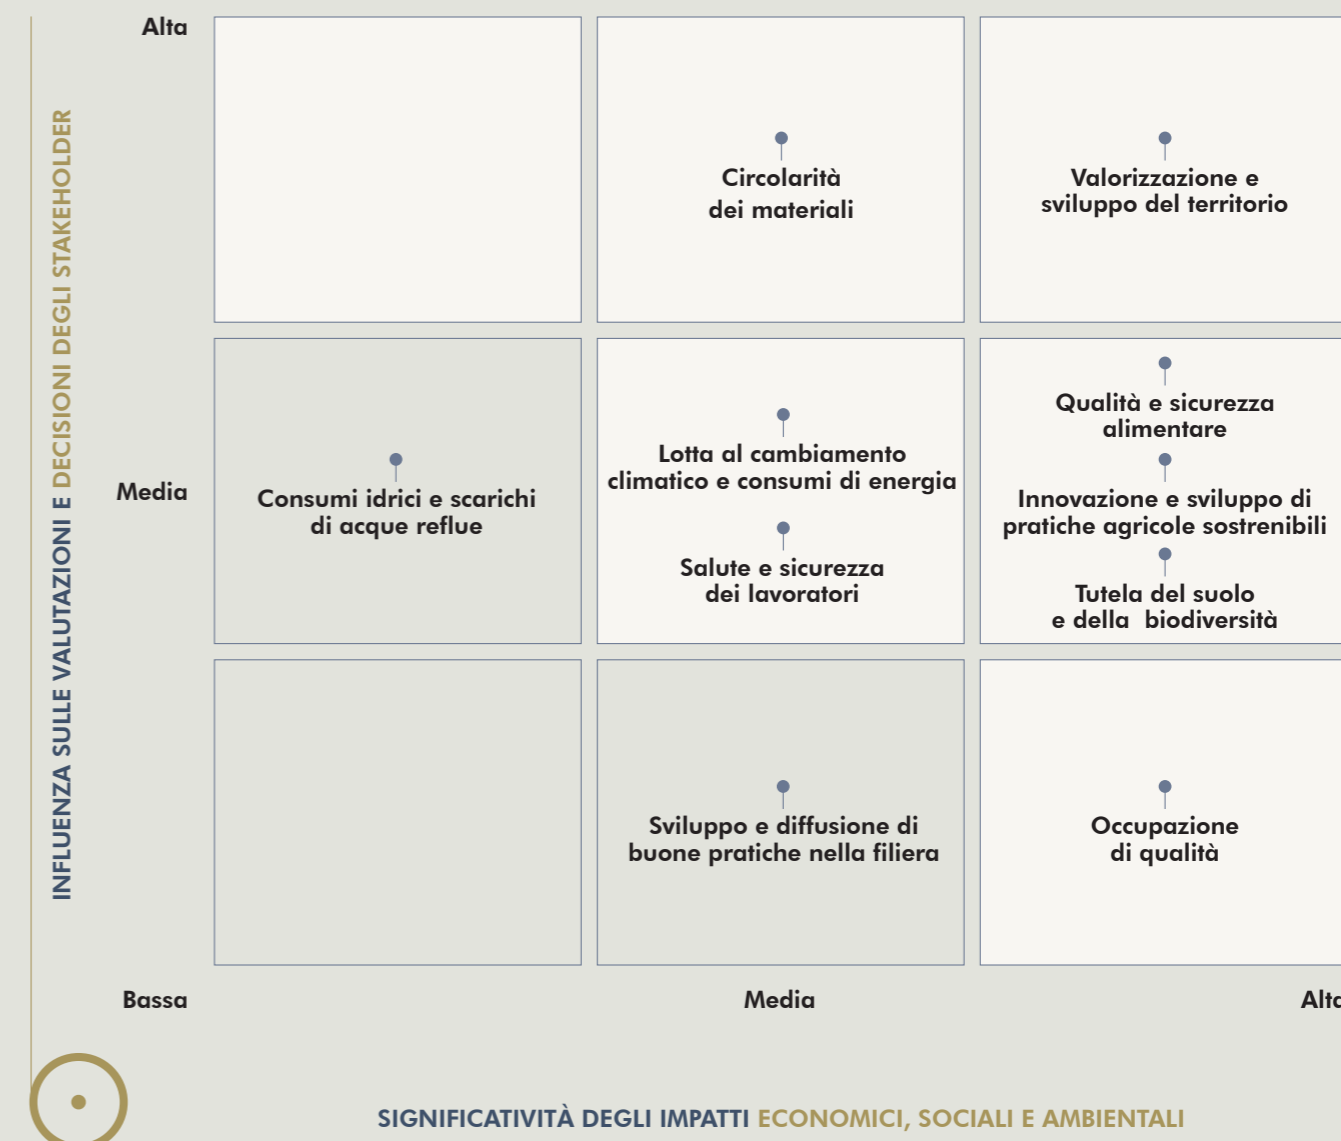 Alta
INFLUENZA SULLE VALUTAZIONI E DECISIONI DEGLI STAKEHOLDER
Circolarità
dei materiali
Valorizzazione e
sviluppo del territorio
Media
Consumi idrici e scarichi
di acque reflue
Lotta al cambiamento
climatico e consumi di energia
Salute e sicurezza
dei lavoratori
Qualità e sicurezza
alimentare
Innovazione e sviluppo di
pratiche agricole sostrenibili
Tutela del suolo
e della biodiversità
Sviluppo e diffusione di
buone pratiche nella filiera
Occupazione
di qualità
Bassa
Media
Alta
SIGNIFICATIVITÀ DEGLI IMPATTI ECONOMICI, SOCIALI E AMBIENTALI